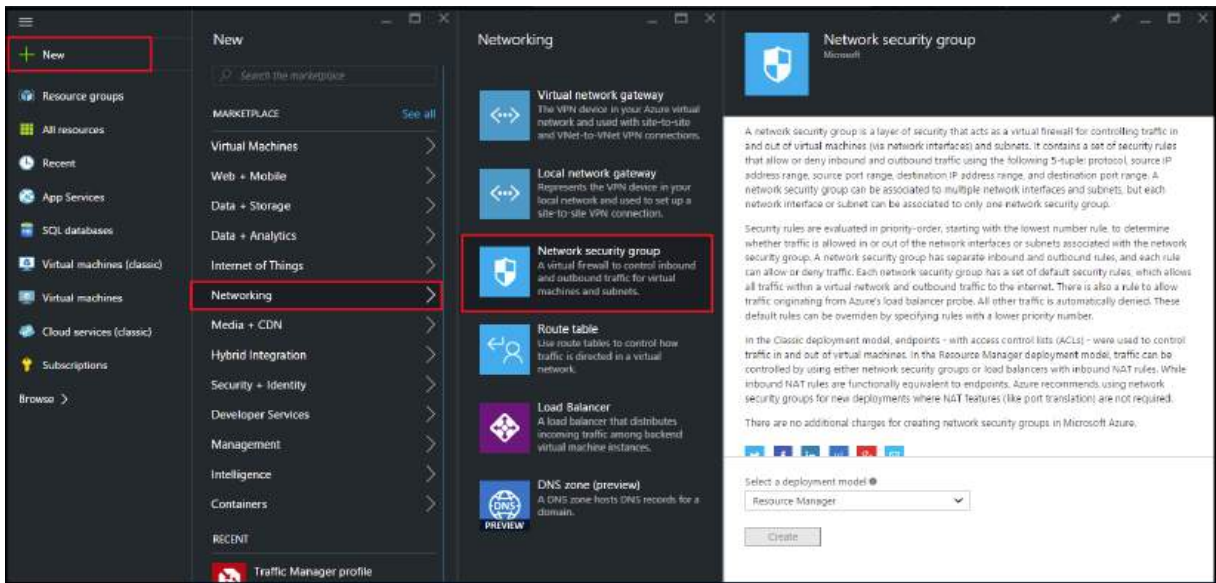 New
Resource groups
All resources
Recent
App Services
SQL databases
Virtual machines (classic)
Virtual machines
Cloud services (classic)
Subscriptions
Browse >
New
Search the marketplace
MARKETPLACE See all
Virtual Machines
Web + Mobile
Data + Storage
Data + Analytics
Internet of Things
Networking
Media + CDN
Hybrid Integration
Security + Identity
Developer Services
Management
Intelligence
Containers
RECENT
Traffic Manager profile
Networking
Virtual network gateway
The VPN device in your Azure virtual
network and used with site-to-site
and VNet-to-VNet VPN connections.
Local network gateway
Represents the VPN device in your
local network and used to set up a
site-to-site VPN connection.
Network security group
A virtual firewall to control inbound
and outbound traffic for virtual
machines and subnets.
Route table
Use route tables to control how
traffic is directed in a virtual
network.
Load Balancer
A load balancer that distributes
incoming traffic among backend
virtual machine instances.
DNS
PREVIEW
DNS zone (preview)
A DNS zone hosts DNS records for a
domain.
Network security group
Microsoft
A network security group is a layer of security that acts as a virtual firewall for controlling traffic in
and out of virtual machines (via network interfaces) and subnets. It contains a set of security rules
that allow or deny inbound and outbound traffic using the following 5-tuple: protocol, source IP
address range, source port range, destination IP address range, and destination port range. A
network security group can be associated to multiple network interfaces and subnets, but each
network interface or subnet can be associated to only one network security group.
Security rules are evaluated in priority-order, starting with the lowest number rule, to determine
whether traffic is allowed in or out of the network interfaces or subnets associated with the network
security group. A network security group has separate inbound and outbound rules, and each rule
can allow or deny traffic. Each network security group has a set of default security rules, which allows
all traffic within a virtual network and outbound traffic to the internet. There is also a rule to allow
traffic originating from Azure's load balancer probe. All other traffic is automatically denied. These
default rules can be overriden by specifying rules with a lower priority number.
In the Classic deployment model, endpoints - with access control lists (ACLs) - were used to control
traffic in and out of virtual machines. In the Resource Manager deployment model, traffic can be
controlled by using either network security groups or load balancers with inbound NAT rules. While
inbound NAT rules are functionally equivalent to endpoints, Azure recommends using network
security groups for new deployments where NAT features (like port translation) are not required.
There are no additional charges for creating network security groups in Microsoft Azure.
Select a deployment model
Resource Manager
Create